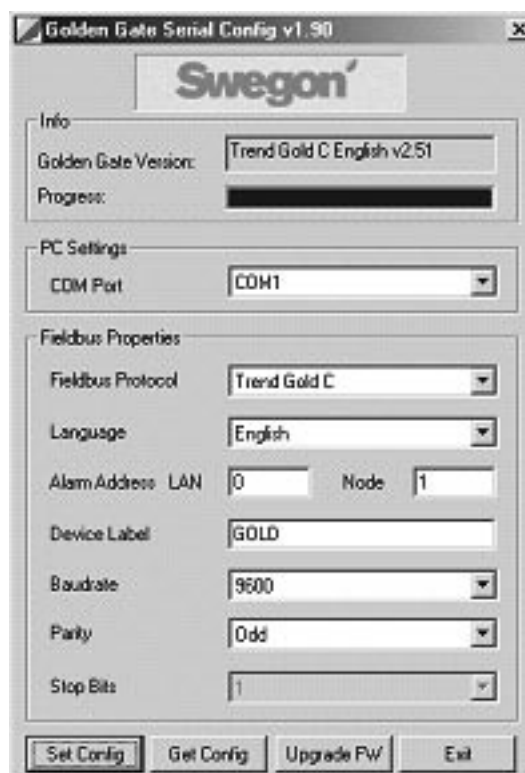 Golden Gate Serial Config v1.90
Swegon
Info
Golden Gate Version: Trend Gold C English v2.51
Progress:
PC Settings
COM Port COM1
Fieldbus Properties
Fieldbus Protocol Trend Gold C
Language English
Alarm Address LAN 0 Node 1
Device Label GOLD
Baudrate 9600
Parity Odd
Stop Bits 1
Set Config Get Config Upgrade FW Exit